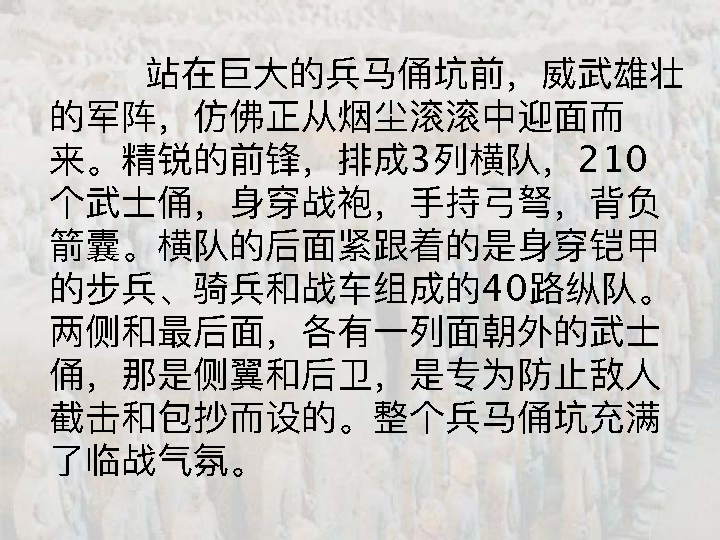 站在巨大的兵马俑坑前，威武雄壮
的军阵，仿佛正从烟尘滚滚中迎面而
来。精锐的前锋，排成3列横队，210
个武士俑，身穿战袍，手持弓弩，背负
箭囊。横队的后面紧跟着的是身穿铠甲
的步兵、骑兵和战车组成的40路纵队。
两侧和最后面，各有一列面朝外的武士
俑，那是侧翼和后卫，是专为防止敌人
截击和包抄而设的。整个兵马俑坑充满
了临战气氛。